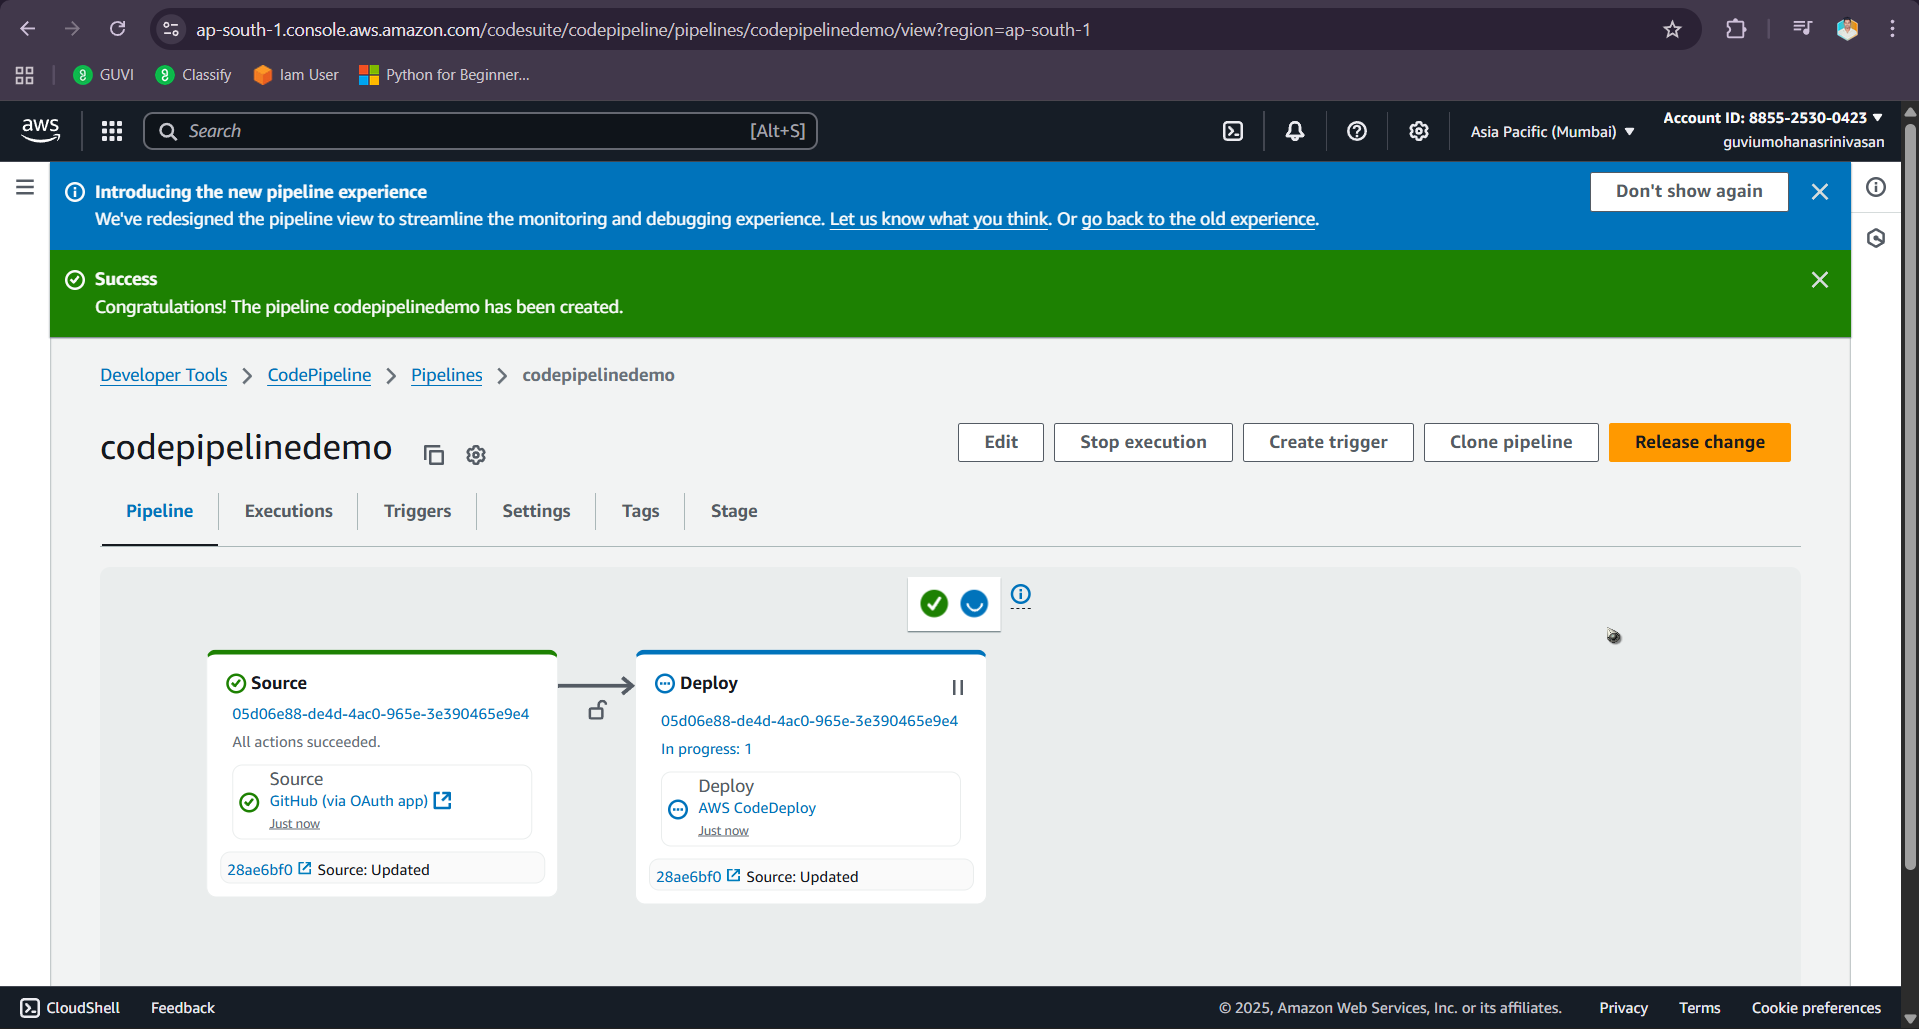 ap-south-1.console.aws.amazon.com/codesuite/codepipeline/pipelines/codepipelinedemo/view?region=ap-south-1
GUVI
Classify
Iam User
Python for Beginner...
aws
Search
[Alt+S]
Asia Pacific (Mumbai)
Account ID: 8855-2530-0423
guviumohanasrinivasan
Introducing the new pipeline experience
We've redesigned the pipeline view to streamline the monitoring and debugging experience. Let us know what you think. Or go back to the old experience.
Don't show again
Success
Congratulations! The pipeline codepipelinedemo has been created.
Developer Tools
CodePipeline
Pipelines
codepipelinedemo
codepipelinedemo
Edit
Stop execution
Create trigger
Clone pipeline
Release change
Pipeline
Executions
Triggers
Settings
Tags
Stage
Source
05d06e88-de4d-4ac0-965e-3e390465e9e4
All actions succeeded.
Source
GitHub (via OAuth app)
Just now
28ae6bf0 Source: Updated
Deploy
05d06e88-de4d-4ac0-965e-3e390465e9e4
In progress: 1
Deploy
AWS CodeDeploy
Just now
28ae6bf0 Source: Updated
CloudShell
Feedback
© 2025, Amazon Web Services, Inc. or its affiliates.
Privacy
Terms
Cookie preferences